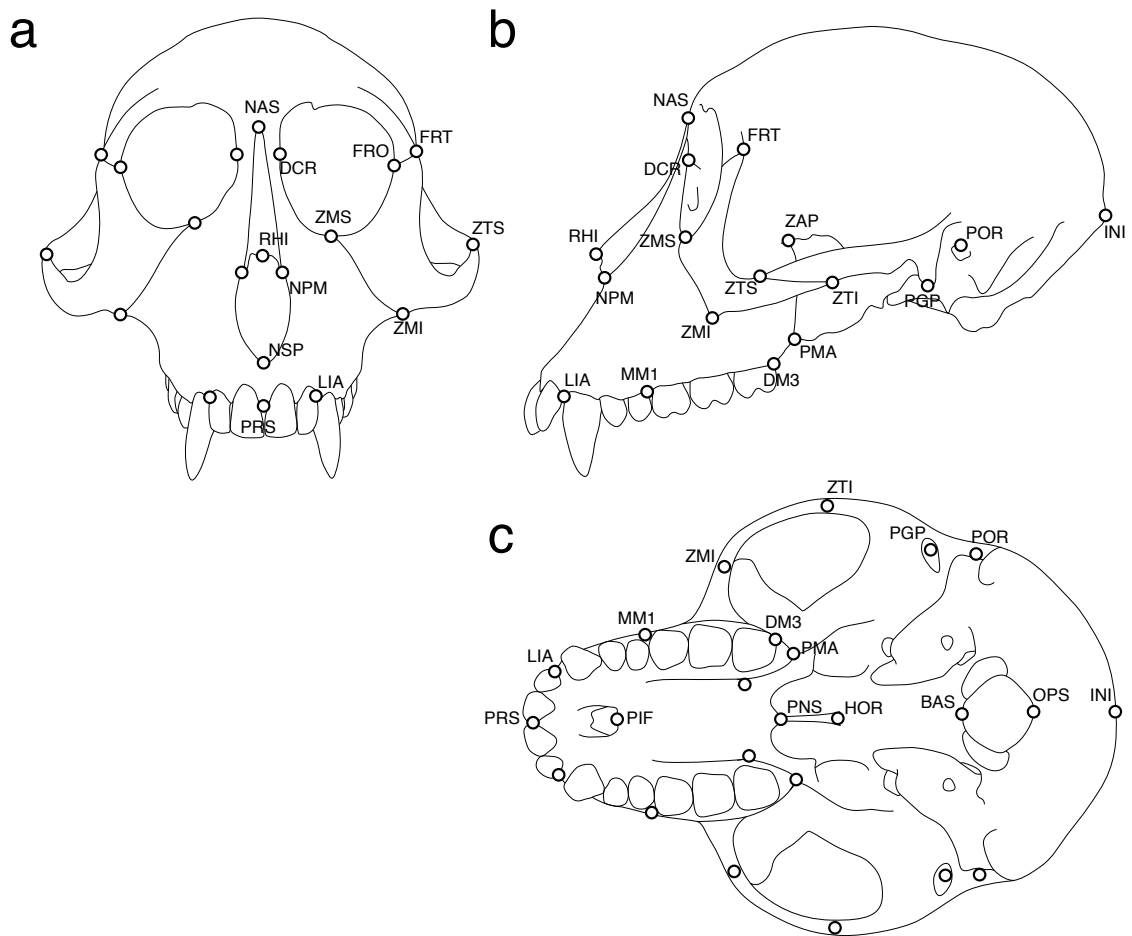 a
NAS
FRT
FRO
DCR
ZMS
ZTS
RHI
NPM
ZMI
NSP
LIA
PRS
b
NAS
FRT
DCR
ZAP
RHI
ZMS
POR
INI
ZTS
ZTI
NPM
PGP
ZMI
PMA
LIA
MM1
DM3
c
ZTI
PGP
POR
ZMI
MM1
DM3
PMA
LIA
PRS
PIF
PNS
HOR
BAS
OPS
INI